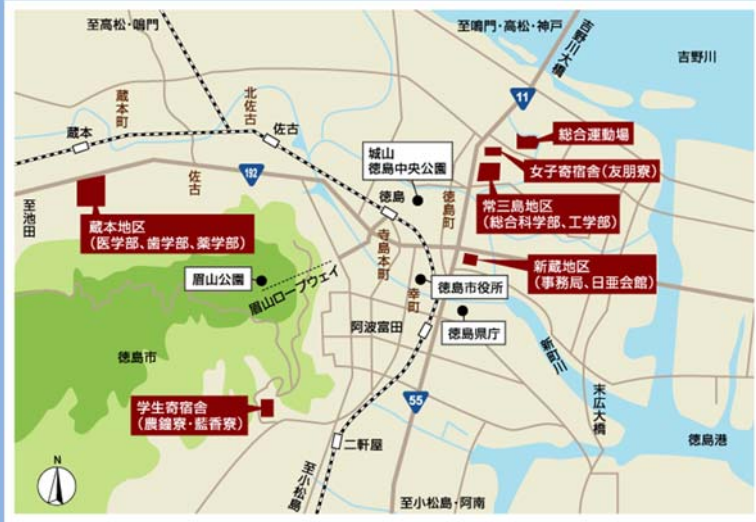 至高松・鳴門
至鳴門・高松・神戸
吉野川大橋
吉野川
11
蔵本町
北佐古
蔵本
佐古
総合運動場
城山
徳島中央公園
女子寄宿舎(友朋寮)
佐古
192
徳島
徳島町
常三島地区
(総合科学部、工学部)
至池田
蔵本地区
(医学部、歯学部、薬学部)
寺島本町
新蔵地区
(事務局、日亜会館)
眉山公園
眉山ロープウェイ
幸町
徳島市役所
阿波富田
徳島県庁
新町川
徳島市
末広大橋
学生寄宿舎
(農鐘寮・藍香寮)
55
徳島港
二軒屋
N
至小松島
至小松島・阿南